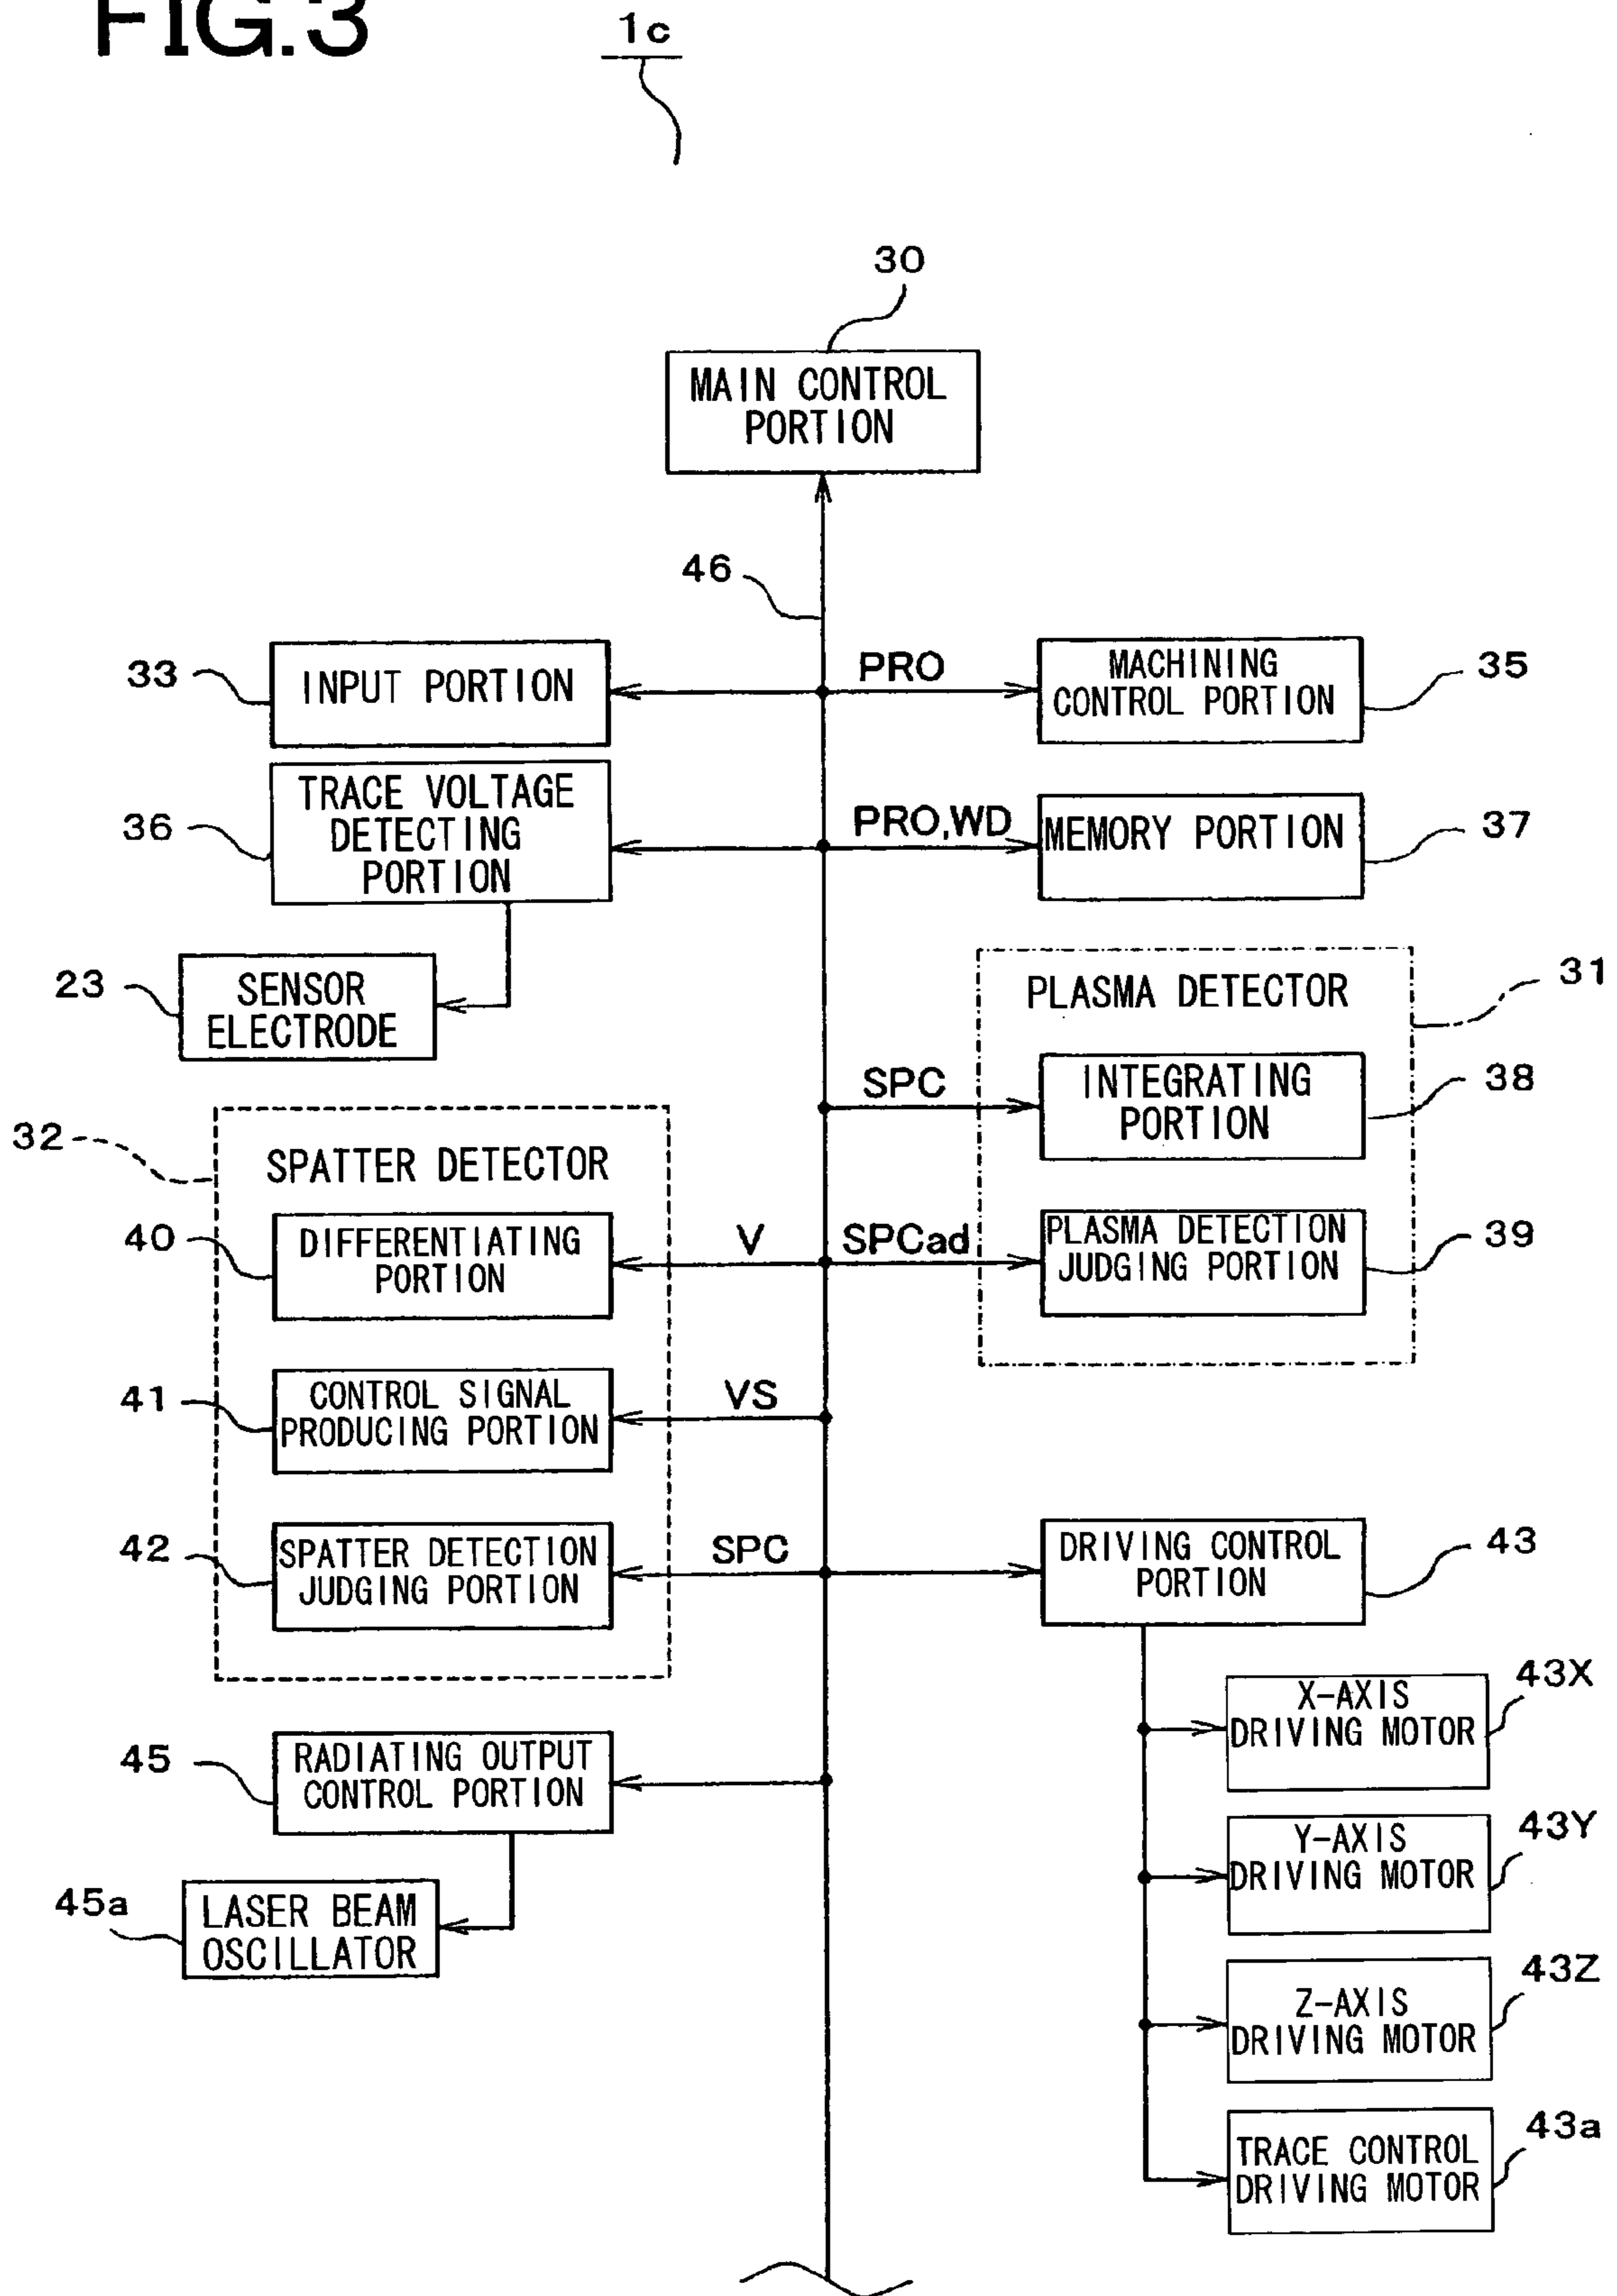 FIG.3
1c
30
MAIN CONTROL
PORTION
46
33
INPUT PORTION
PRO
MACHINING
CONTROL PORTION
35
36
TRACE VOLTAGE
DETECTING
PORTION
PRO,WD
MEMORY PORTION
37
23
SENSOR
ELECTRODE
PLASMA DETECTOR
31
SPC
INTEGRATING
PORTION
38
32
SPATTER DETECTOR
40
DIFFERENTIATING
PORTION
V
SPCad
PLASMA DETECTION
JUDGING PORTION
39
41
CONTROL SIGNAL
PRODUCING PORTION
VS
42
SPATTER DETECTION
JUDGING PORTION
SPC
DRIVING CONTROL
PORTION
43
X-AXIS
DRIVING MOTOR
43X
45
RADIATING OUTPUT
CONTROL PORTION
Y-AXIS
DRIVING MOTOR
43Y
45a
LASER BEAM
OSCILLATOR
Z-AXIS
DRIVING MOTOR
43Z
TRACE CONTROL
DRIVING MOTOR
43a